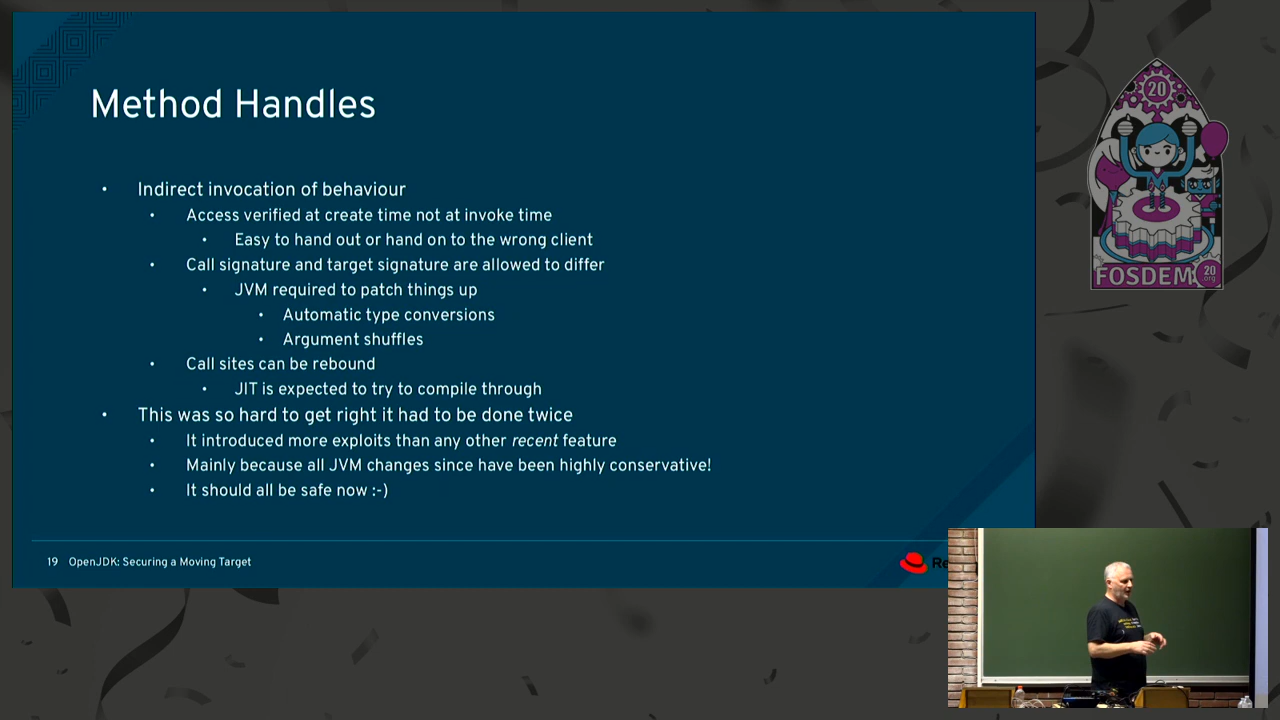 Method Handles
• Indirect invocation of behaviour
• Access verified at create time not at invoke time
• Easy to hand out or hand on to the wrong client
• Call signature and target signature are allowed to differ
• JVM required to patch things up
• Automatic type conversions
• Argument shuffles
• Call sites can be rebound
• JIT is expected to try to compile through
• This was so hard to get right it had to be done twice
• It introduced more exploits than any other recent feature
• Mainly because all JVM changes since have been highly conservative!
• It should all be safe now :-)
19 OpenJDK: Securing a Moving Target
20
FOSDEM
20
.org